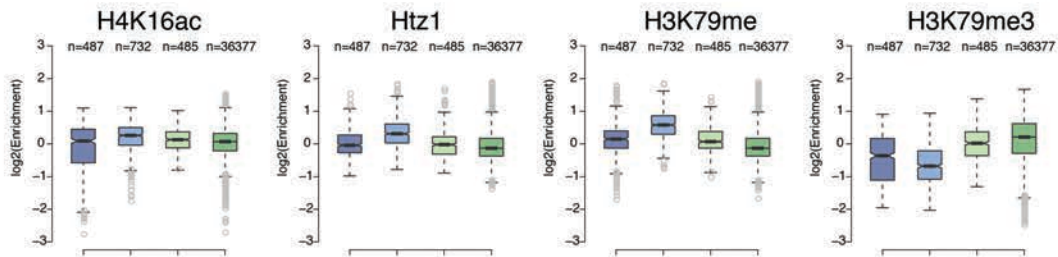 H4K16ac
n=487 n=732 n=485 n=36377
log2(Enrichment)
3
2
1
0
−1
−2
−3
Htz1
n=487 n=732 n=485 n=36377
log2(Enrichment)
3
2
1
0
−1
−2
−3
H3K79me
n=487 n=732 n=485 n=36377
log2(Enrichment)
3
2
1
0
−1
−2
−3
H3K79me3
n=487 n=732 n=485 n=36377
log2(Enrichment)
3
2
1
0
−1
−2
−3